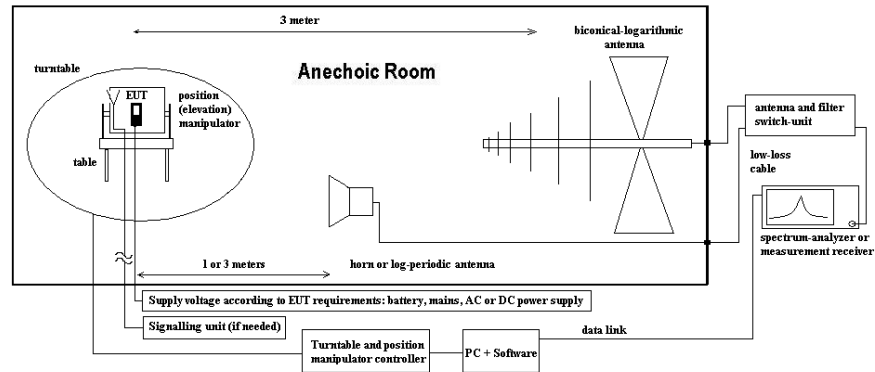 3 meter
biconical-logarithmic
antenna
turntable
Anechoic Room
EUT
position
(elevation)
manipulator
antenna and filter
switch-unit
table
low-loss
cable
spectrum-analyzer or
measurement receiver
1 or 3 meters
horn or log-periodic antenna
Supply voltage according to EUT requirements: battery, mains, AC or DC power supply
Signalling unit (if needed)
data link
Turntable and position
manipulator controller
PC + Software